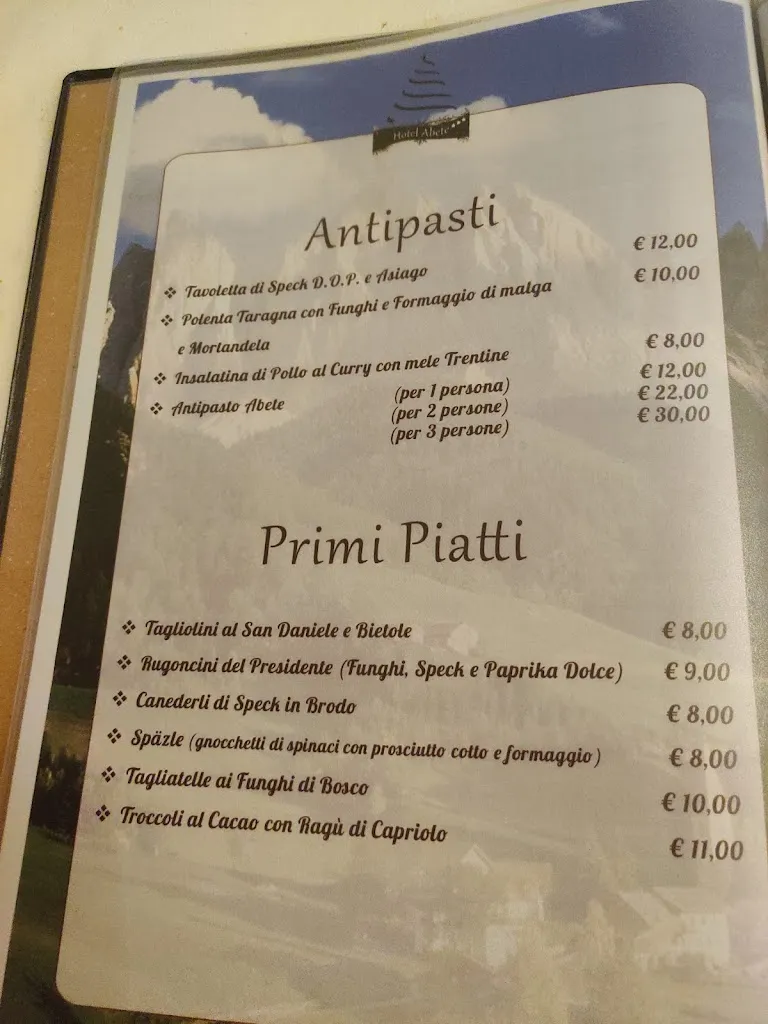 Hotel Abete ***
Antipasti
❖ Tavoletta di Speck D.O.P. e Asiago € 12,00
❖ Polenta Taragna con Funghi e Formaggio di malga € 10,00
e Mortandela
❖ Insalatina di Pollo al Curry con mele Trentine € 8,00
❖ Antipasto Abete (per 1 persona) € 12,00
(per 2 persone) € 22,00
(per 3 persone) € 30,00
Primi Piatti
❖ Tagliolini al San Daniele e Bietole € 8,00
❖ Rugoncini del Presidente (Funghi, Speck e Paprika Dolce) € 9,00
❖ Canederli di Speck in Brodo € 8,00
❖ Späzle (gnocchetti di spinaci con prosciutto cotto e formaggio) € 8,00
❖ Tagliatelle ai Funghi di Bosco € 10,00
❖ Troccoli al Cacao con Ragù di Capriolo € 11,00